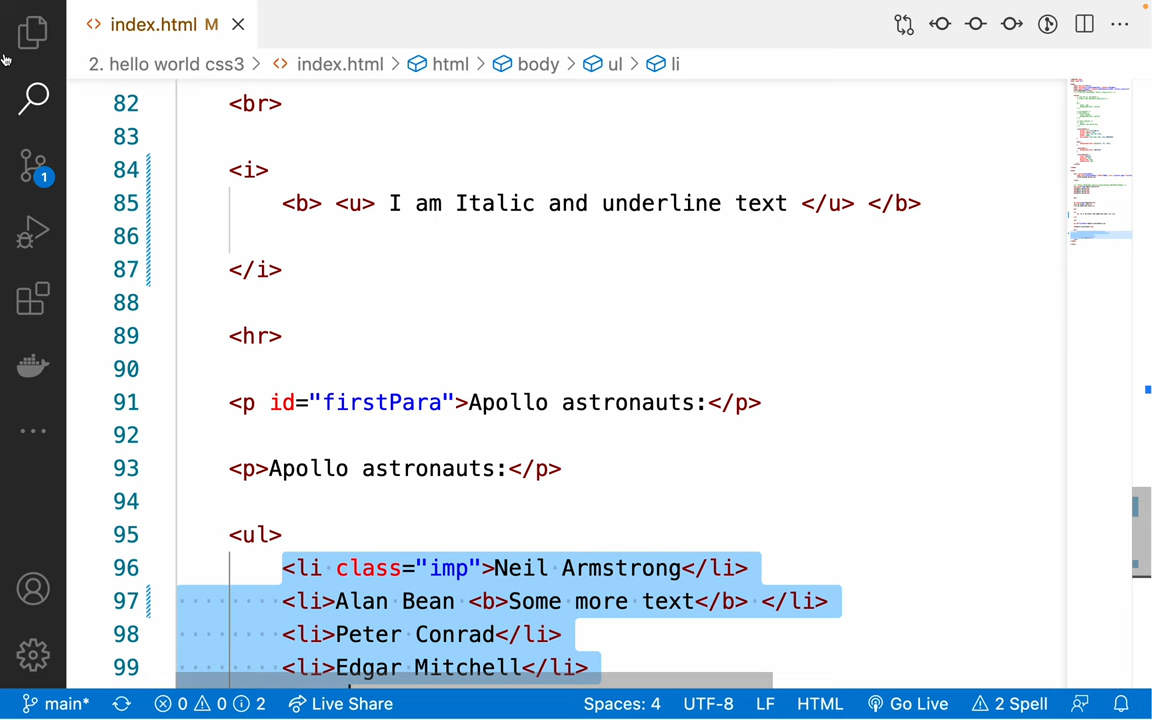 index.html M
2. hello world css3 > index.html > html > body > ul > li
82 <br>
83
84 <i>
85 <b> <u> I am Italic and underline text </u> </b>
86
87 </i>
88
89 <hr>
90
91 <p id="firstPara">Apollo astronauts:</p>
92
93 <p>Apollo astronauts:</p>
94
95 <ul>
96 <li class="imp">Neil Armstrong</li>
97 <li>Alan Bean <b>Some more text</b> </li>
98 <li>Peter Conrad</li>
99 <li>Edgar Mitchell</li>
1
main* 0 0 2 Live Share Spaces: 4 UTF-8 LF HTML Go Live 2 Spell